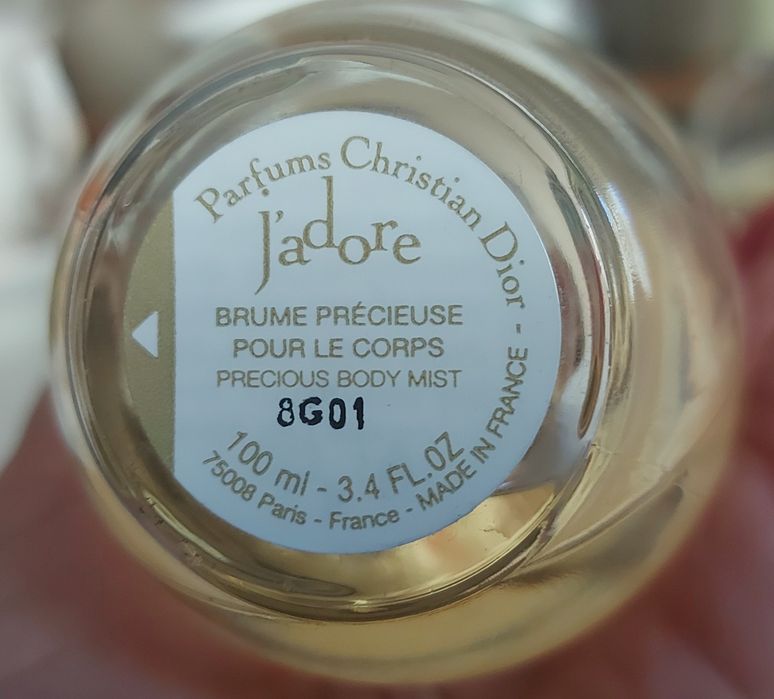 Parfums Christian Dior
J'adore
BRUME PRÉCIEUSE
POUR LE CORPS
PRECIOUS BODY MIST
8G01
100 ml - 3.4 FL.OZ
75008 Paris - France - MADE IN FRANCE -